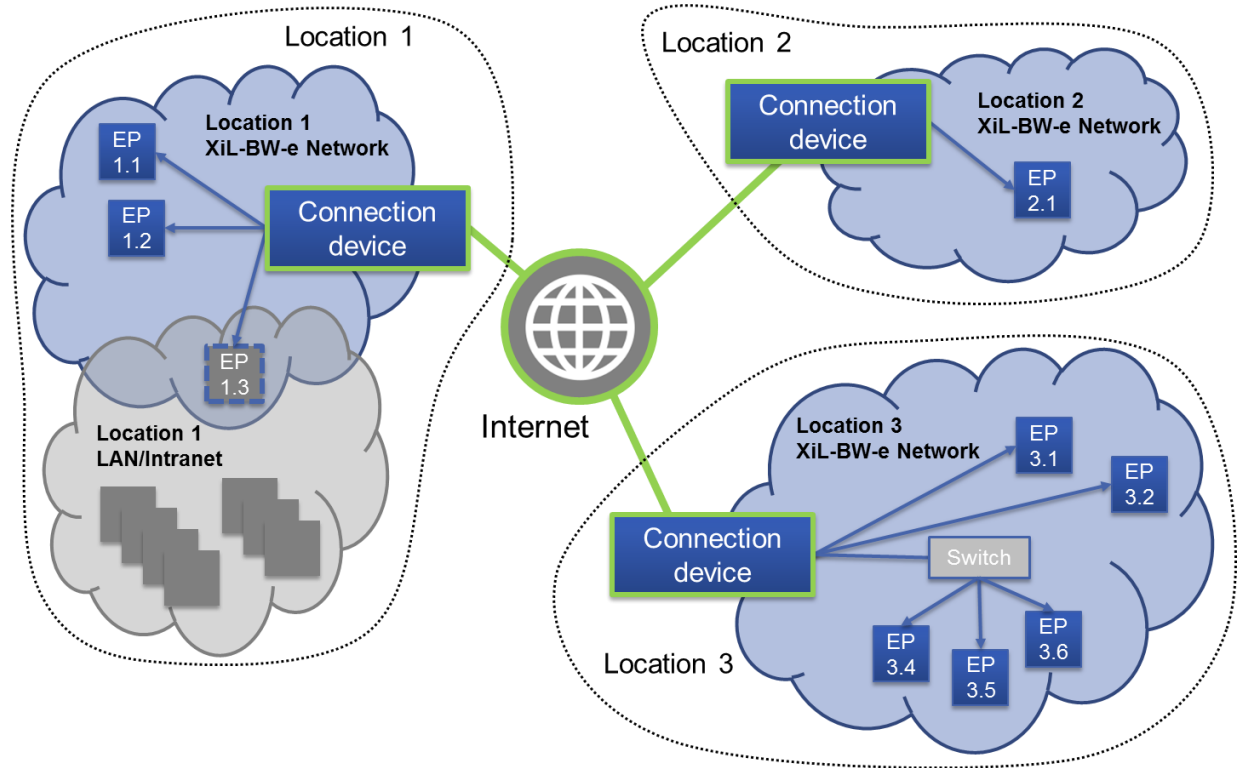 Location 1
Location 1
XiL-BW-e Network
EP
1.1
EP
1.2
Connection
device
EP
1.3
Location 1
LAN/Intranet
Internet
Location 2
Connection
device
Location 2
XiL-BW-e Network
EP
2.1
Location 3
XiL-BW-e Network
EP
3.1
EP
3.2
Connection
device
Switch
EP
3.4
EP
3.5
EP
3.6
Location 3